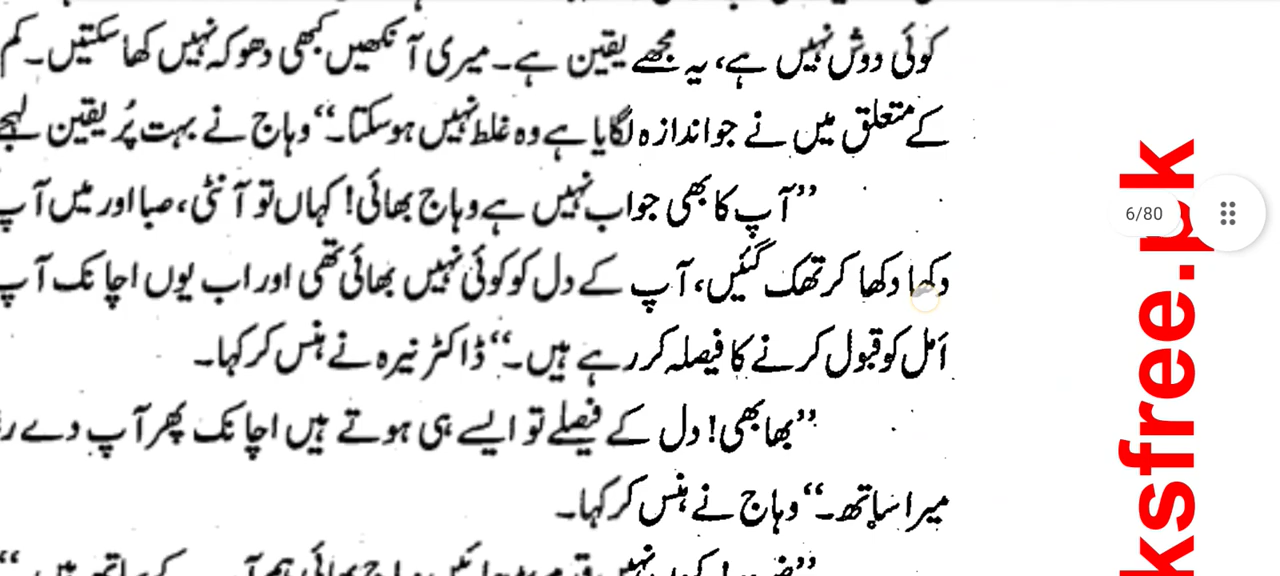 کوئی دوش نہیں ہے، یہ مجھے یقین ہے۔ میری آنکھیں کبھی دھوکہ نہیں کھا سکتیں۔ کم
کے متعلق میں نے جو اندازہ لگایا ہے وہ غلط نہیں ہوسکتا۔‘‘ وہاج نے بہت پُر یقین لہجے
’’آپ کا بھی جواب نہیں ہے وہاج بھائی! کہاں تو آنٹی، صبا اور میں آپ
دکھا دکھا کر تھک گئیں، آپ کے دل کو کوئی نہیں بھائی تھی اور اب یوں اچانک آپ
اَمل کو قبول کرنے کا فیصلہ کر رہے ہیں۔‘‘ ڈاکٹر نیرہ نے ہنس کر کہا۔
’’بھابھی! دل کے فیصلے تو ایسے ہی ہوتے ہیں اچانک پھر آپ دے
میرا ساتھ۔‘‘ وہاج نے ہنس کر کہا۔
6/80
ksfree.pk